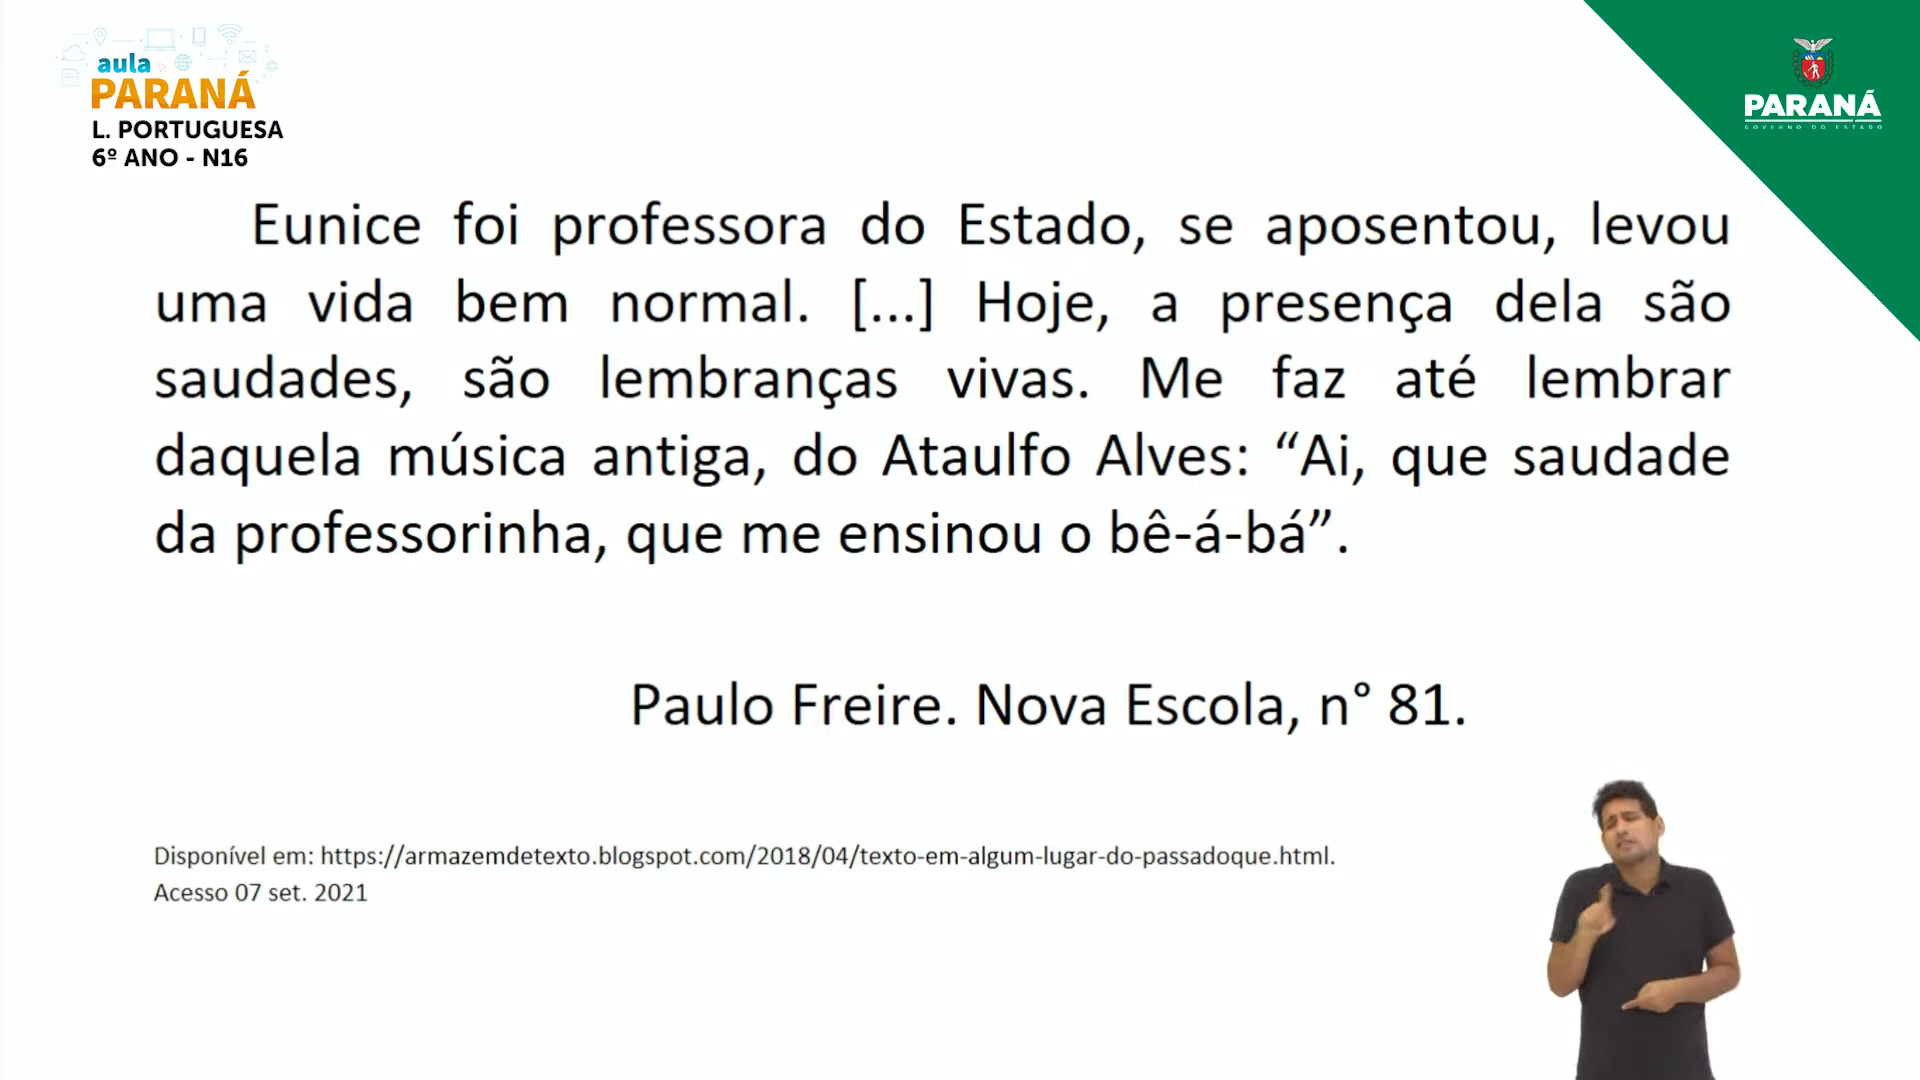 aula
PARANÁ
L. PORTUGUESA
6º ANO - N16
PARANÁ
GOVERNO DO ESTADO
Eunice foi professora do Estado, se aposentou, levou
uma vida bem normal. [...] Hoje, a presença dela são
saudades, são lembranças vivas. Me faz até lembrar
daquela música antiga, do Ataulfo Alves: “Ai, que saudade
da professorinha, que me ensinou o bê-á-bá”.
Paulo Freire. Nova Escola, n° 81.
Disponível em: https://armazemdetexto.blogspot.com/2018/04/texto-em-algum-lugar-do-passadoque.html.
Acesso 07 set. 2021